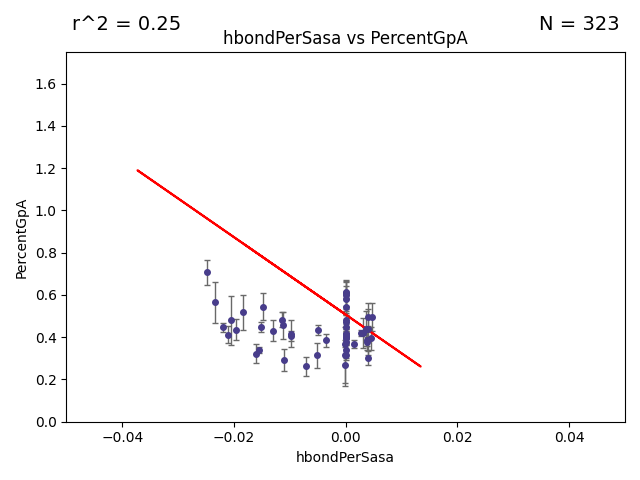 r^2 = 0.25
N = 323
hbondPerSasa vs PercentGpA
1.6
1.4
1.2
1.0
0.8
0.6
0.4
0.2
0.0
PercentGpA
−0.04
−0.02
0.00
0.02
0.04
hbondPerSasa